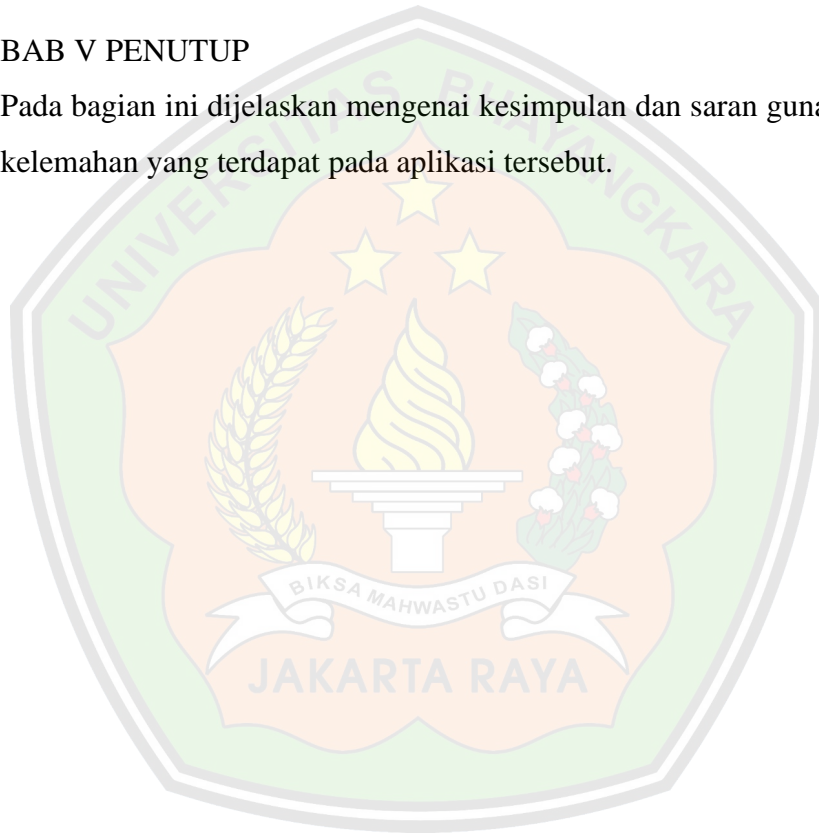 BAB V PENUTUP
Pada bagian ini dijelaskan mengenai kesimpulan dan saran guna
kelemahan yang terdapat pada aplikasi tersebut.
UNIVERSITAS BHAYANGKARA
BIKSA MAHWASTU DASI
JAKARTA RAYA